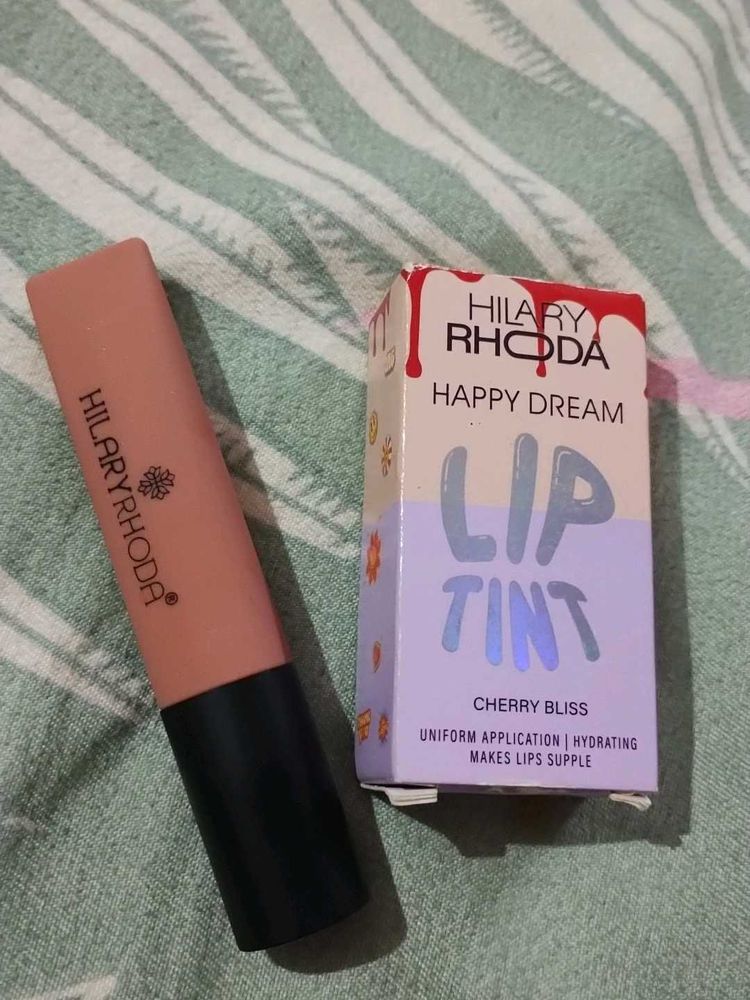 HILARYRHODA®
HILARY
RHODA
HAPPY DREAM
LIP
TINT
CHERRY BLISS
UNIFORM APPLICATION | HYDRATING
MAKES LIPS SUPPLE